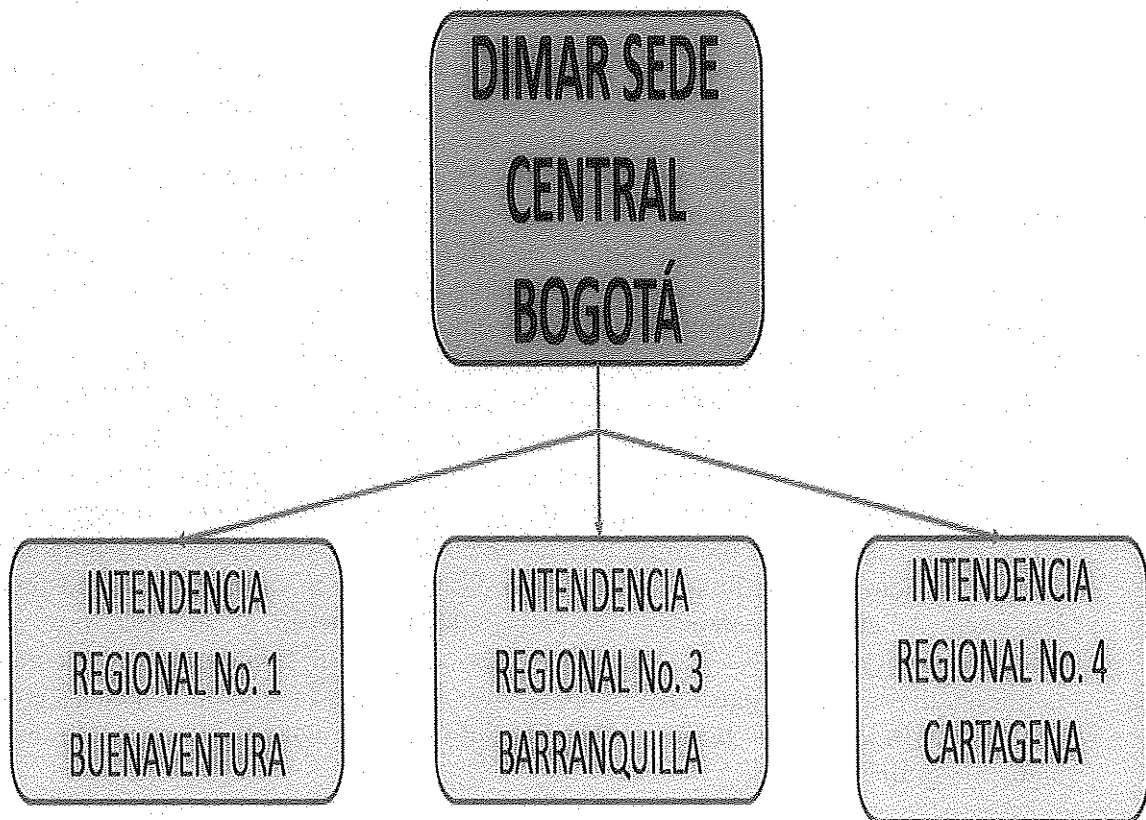 DIMAR SEDE
CENTRAL
BOGOTÁ
INTENDENCIA
REGIONAL No. 1
BUENAVENTURA
INTENDENCIA
REGIONAL No. 3
BARRANQUILLA
INTENDENCIA
REGIONAL No. 4
CARTAGENA